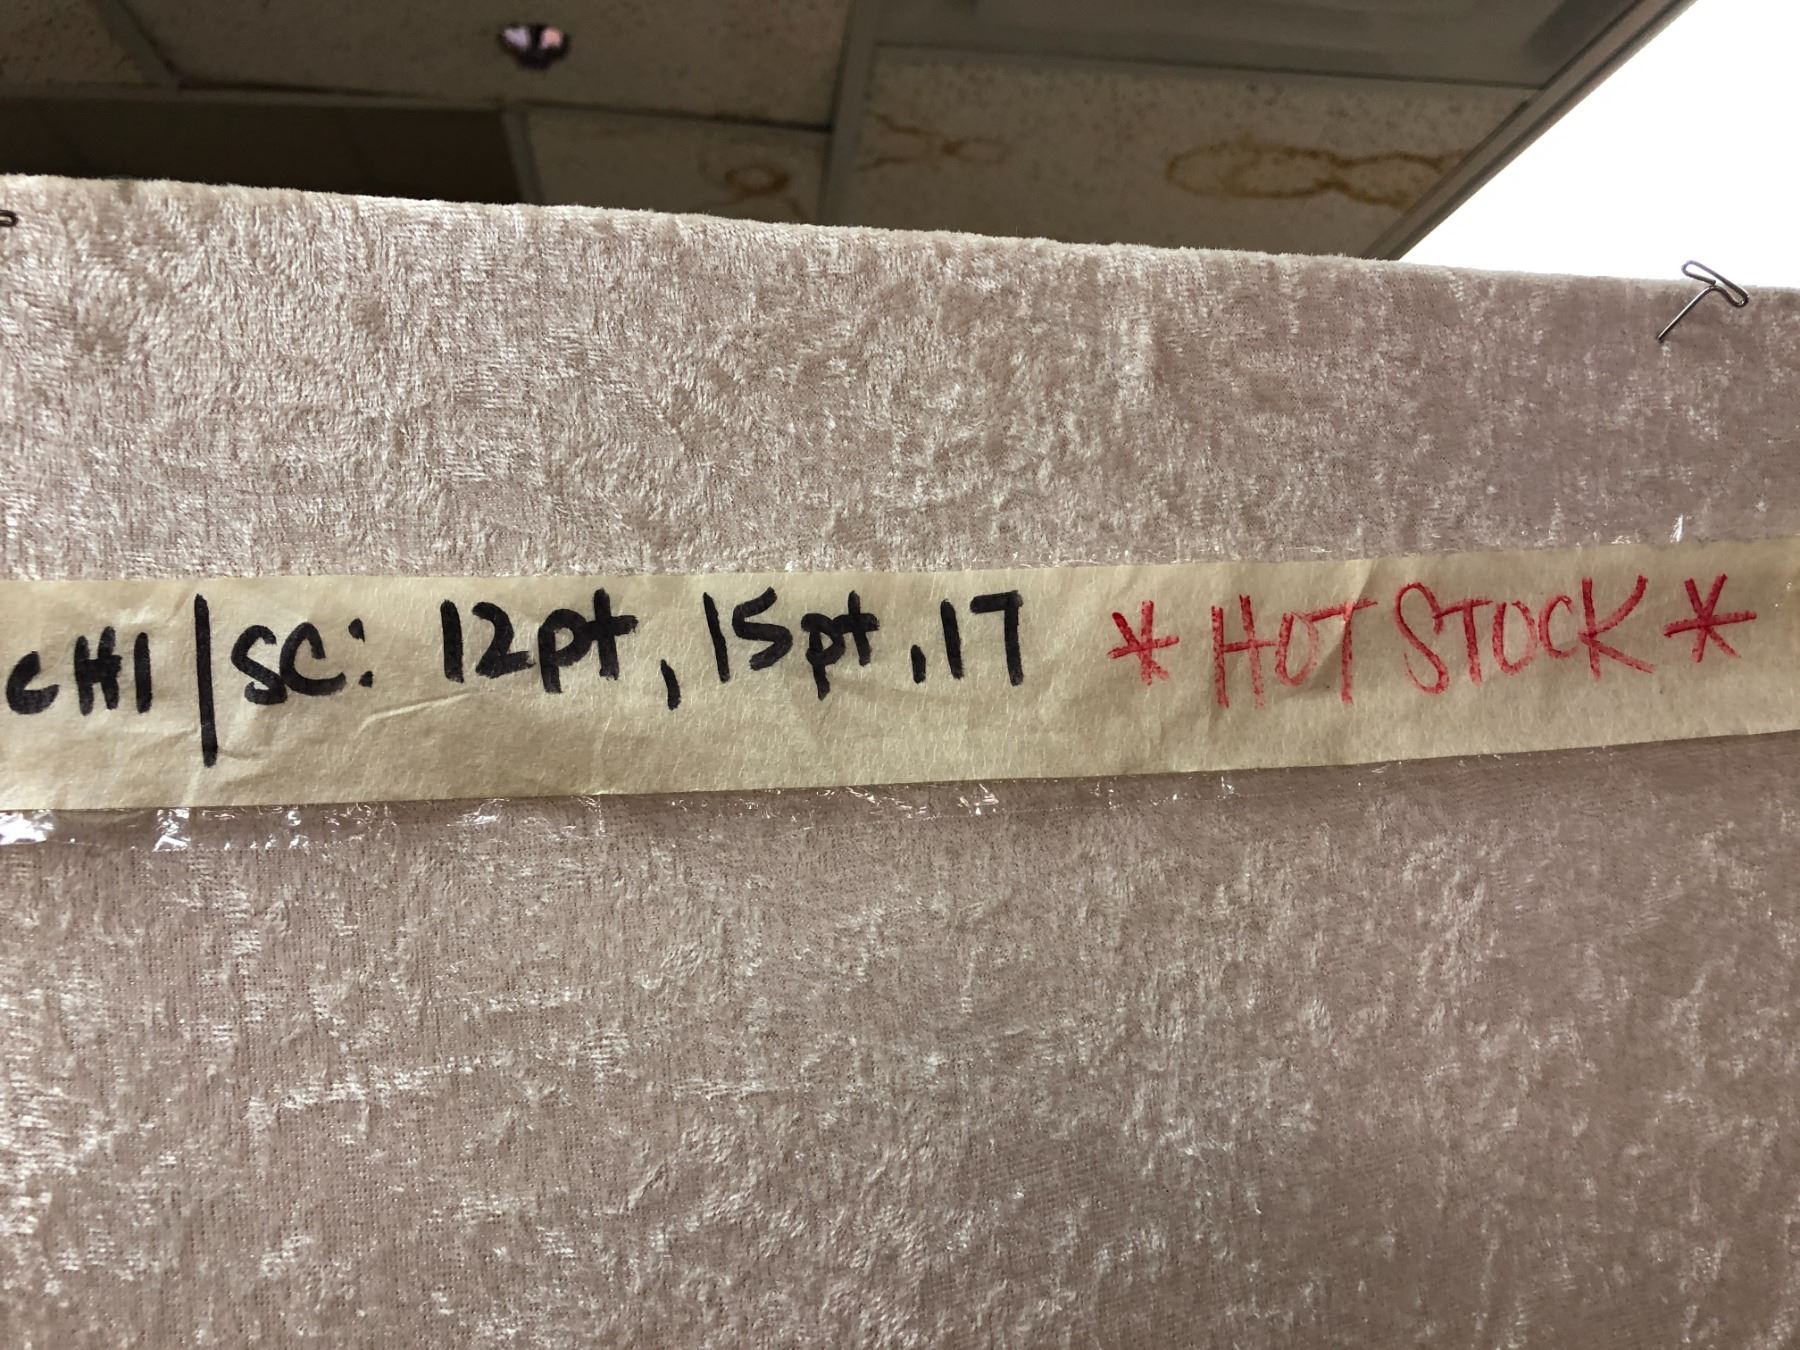 CHI | SC: 12pt, 15pt, 17 * HOT STOCK *